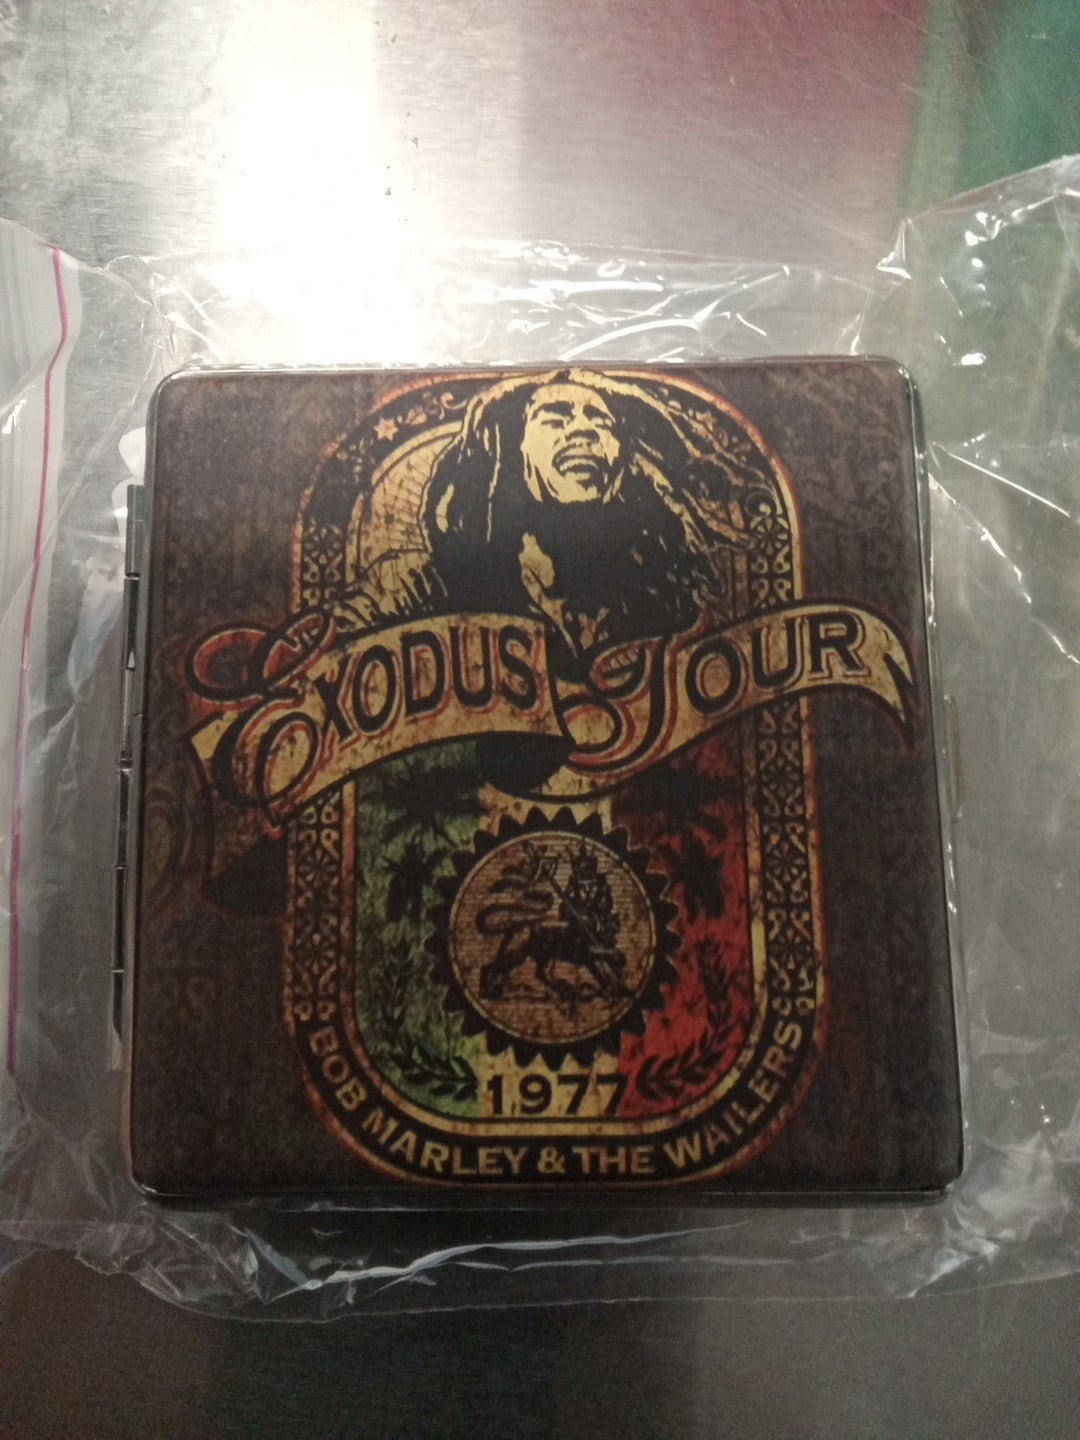 EXODUS TOUR
1977
BOB MARLEY & THE WAILERS